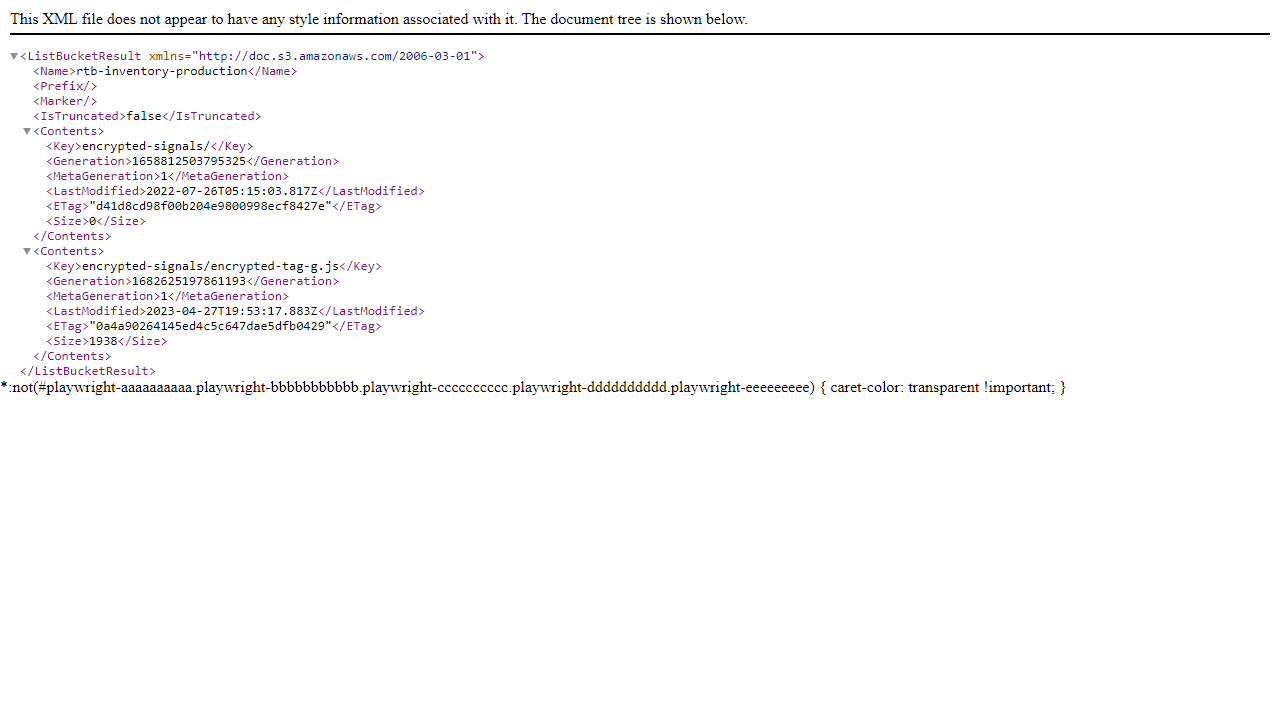 This XML file does not appear to have any style information associated with it. The document tree is shown below.
▼<ListBucketResult xmlns="http://doc.s3.amazonaws.com/2006-03-01">
<Name>rtb-inventory-production</Name>
<Prefix/>
<Marker/>
<IsTruncated>false</IsTruncated>
▼<Contents>
<Key>encrypted-signals/</Key>
<Generation>1658812503795325</Generation>
<MetaGeneration>1</MetaGeneration>
<LastModified>2022-07-26T05:15:03.817Z</LastModified>
<ETag>"d41d8cd98f00b204e9800998ecf8427e"</ETag>
<Size>0</Size>
</Contents>
▼<Contents>
<Key>encrypted-signals/encrypted-tag-g.js</Key>
<Generation>1682625197861193</Generation>
<MetaGeneration>1</MetaGeneration>
<LastModified>2023-04-27T19:53:17.883Z</LastModified>
<ETag>"0a4a90264145ed4c5c647dae5dfb0429"</ETag>
<Size>1938</Size>
</Contents>
</ListBucketResult>
*:not(#playwright-aaaaaaaaaa.playwright-bbbbbbbbbbb.playwright-cccccccccc.playwright-dddddddddd.playwright-eeeeeeeee) { caret-color: transparent !important; }